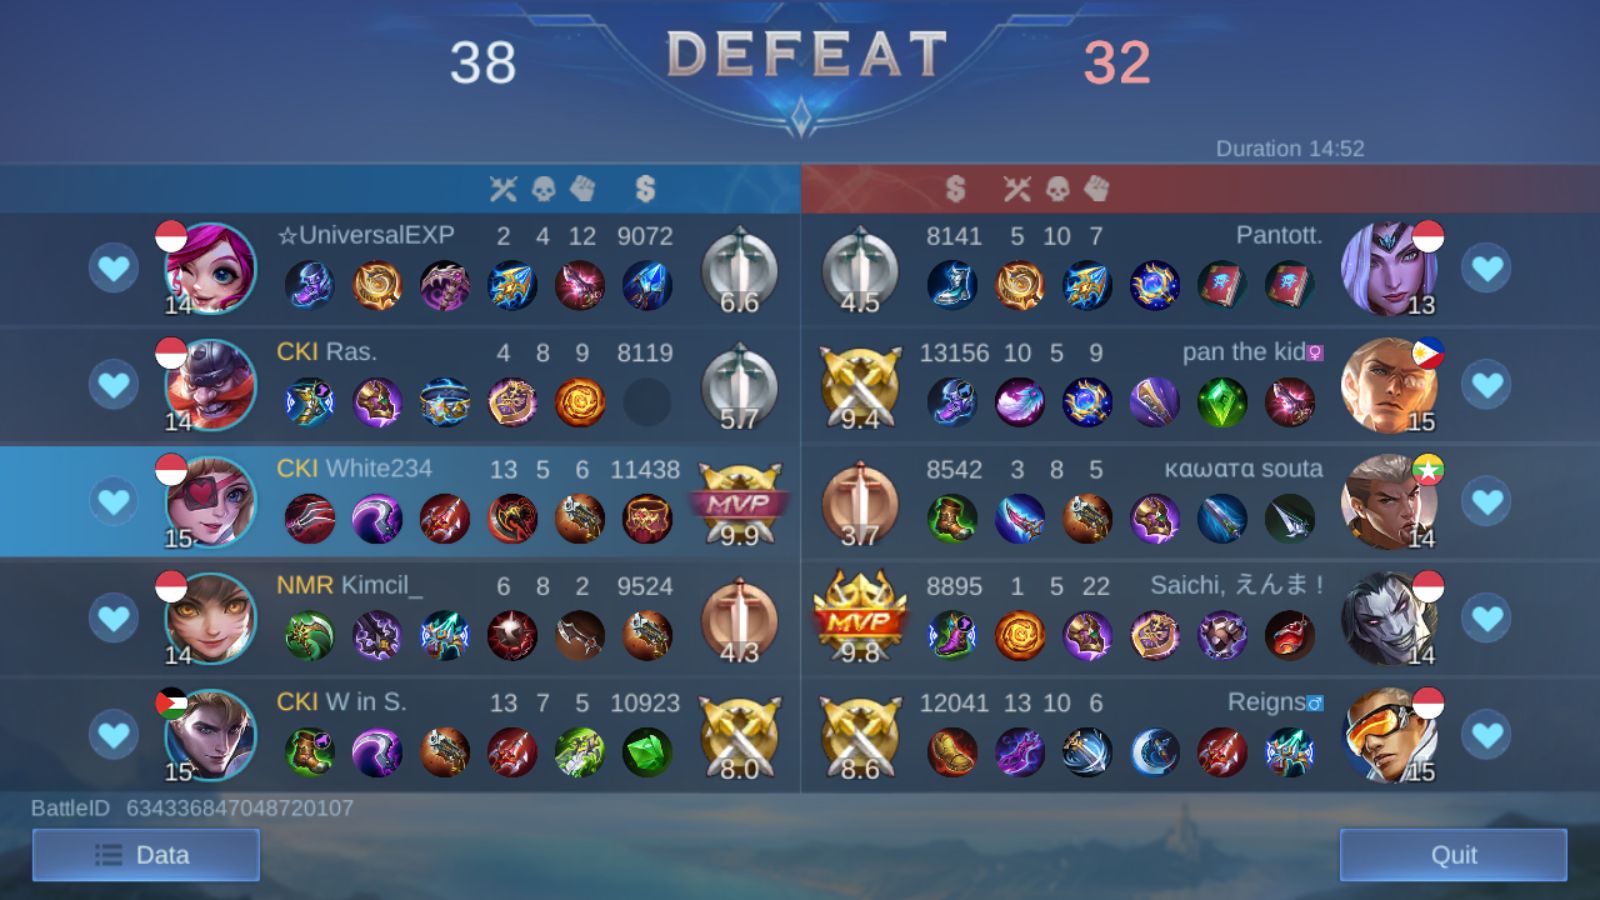 38 DEFEAT 32
Duration 14:52
☆UniversalEXP 2 4 12 9072 6.6 14
4.5 8141 5 10 7 Pantott. 13
CKI Ras. 4 8 9 8119 5.7 14
9.4 13156 10 5 9 pan the kid♀ 15
CKI White234 13 5 6 11438 MVP 9.9 15
3.7 8542 3 8 5 каωата souta 14
NMR Kimcil_ 6 8 2 9524 4.3 14
MVP 9.8 8895 1 5 22 Saichi, えんま ! 14
CKI W in S. 13 7 5 10923 8.0 15
8.6 12041 13 10 6 Reigns♂ 15
BattleID 634336847048720107
Data
Quit